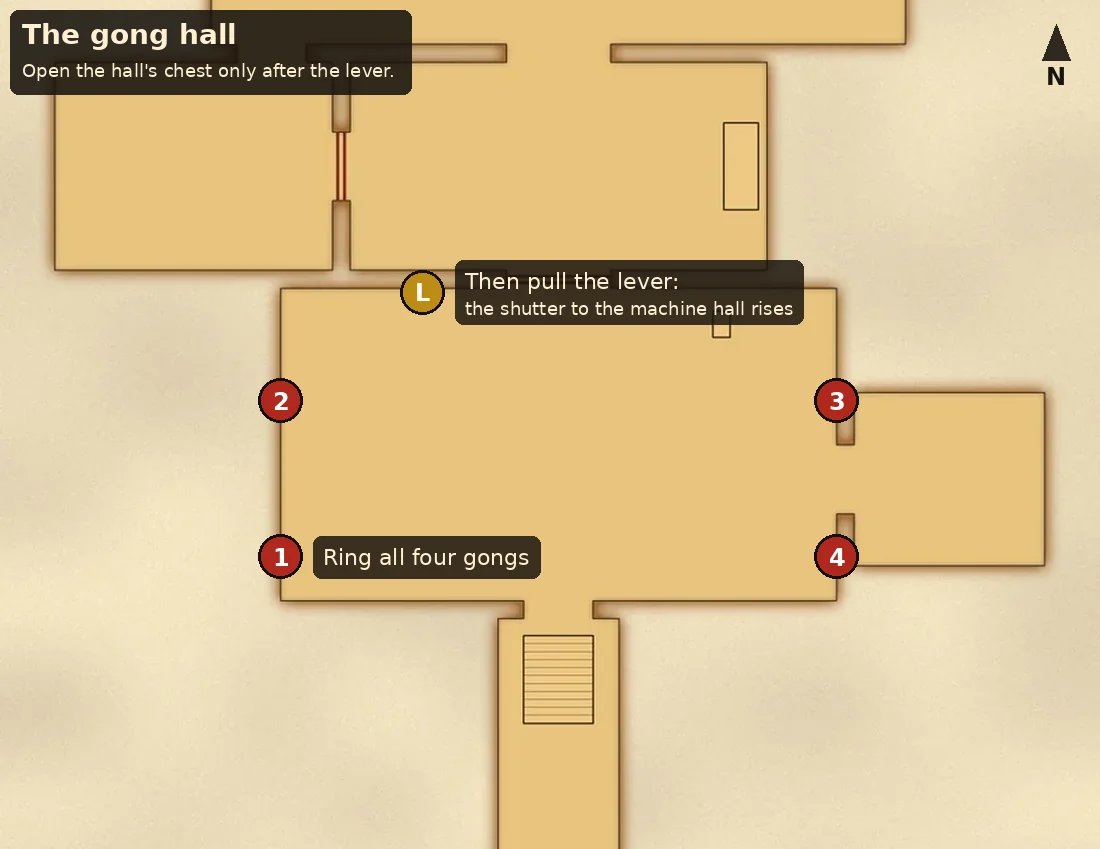 The gong hall
Open the hall's chest only after the lever.
N
L
Then pull the lever:
the shutter to the machine hall rises
2
3
1
Ring all four gongs
4